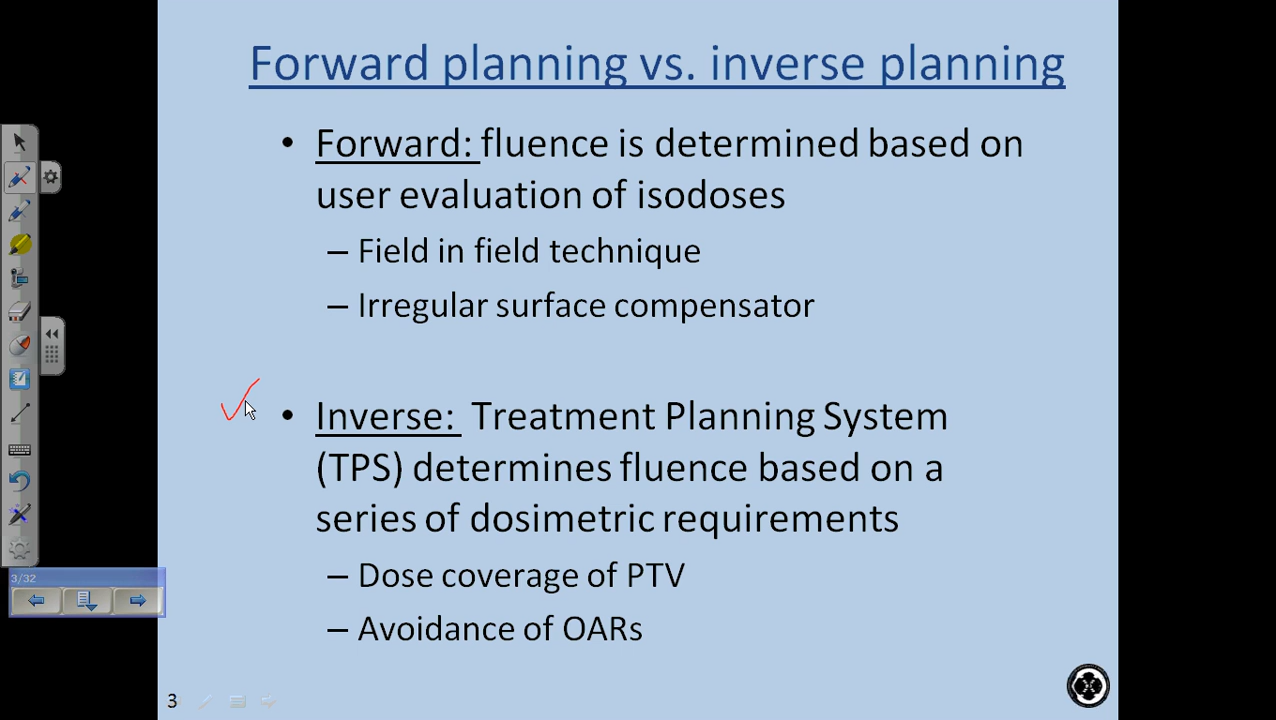 Forward planning vs. inverse planning
• Forward: fluence is determined based on
user evaluation of isodoses
– Field in field technique
– Irregular surface compensator
• Inverse: Treatment Planning System
(TPS) determines fluence based on a
series of dosimetric requirements
– Dose coverage of PTV
– Avoidance of OARs
3/32
3